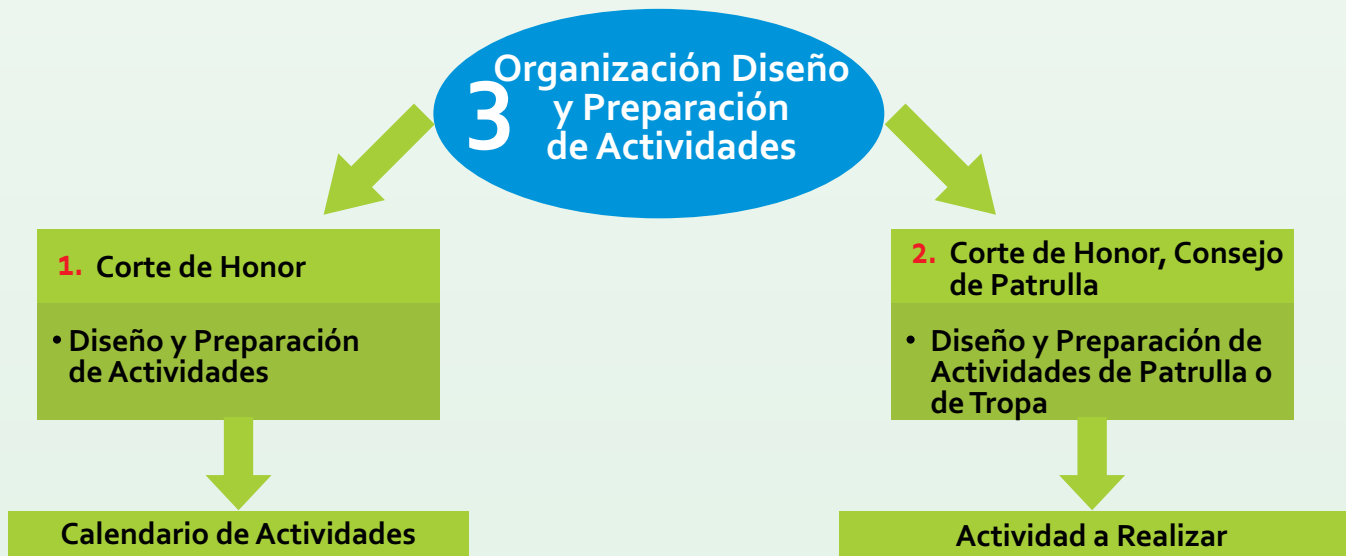 Organización Diseño
3 y Preparación
de Actividades
1. Corte de Honor
• Diseño y Preparación
de Actividades
Calendario de Actividades
2. Corte de Honor, Consejo
de Patrulla
• Diseño y Preparación de
Actividades de Patrulla o
de Tropa
Actividad a Realizar